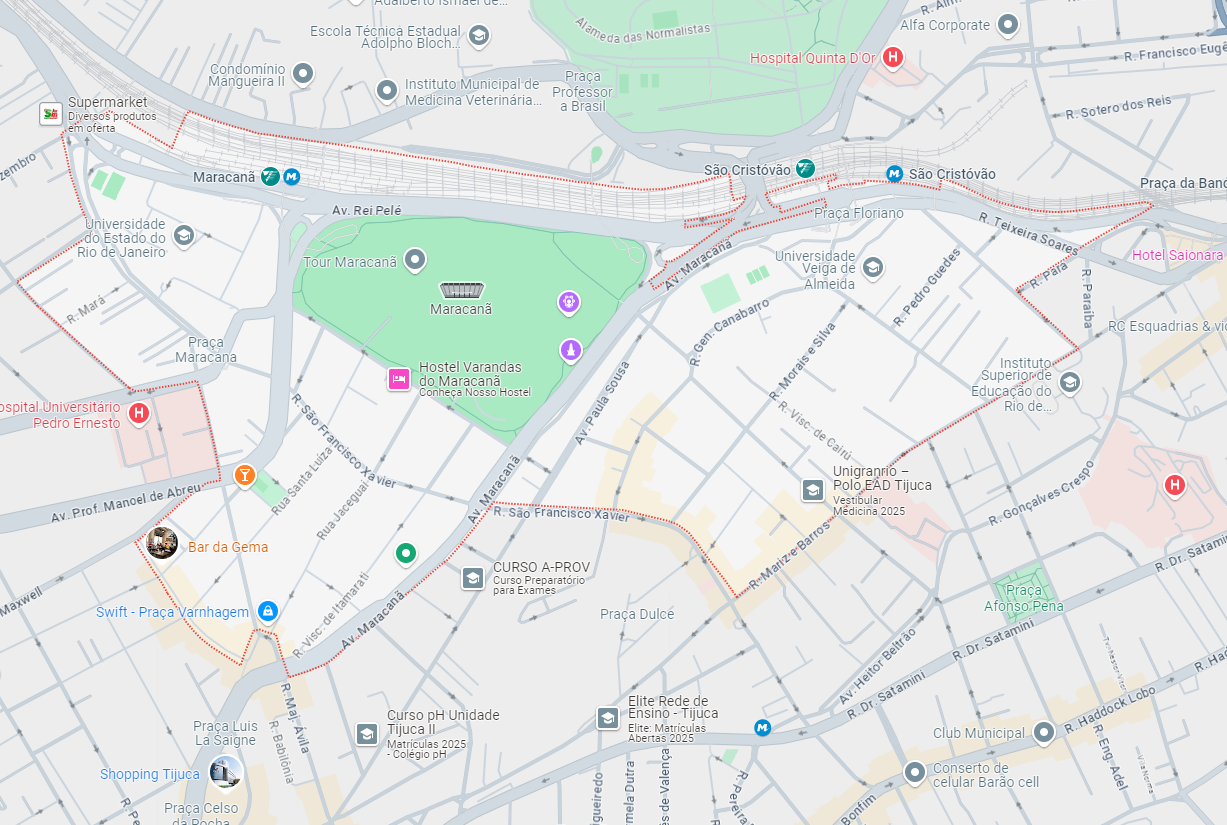 Adalberto Ismael de...
Escola Técnica Estadual
Adolpho Bloch...
Alameda das Normalistas
Alfa Corporate
Hospital Quinta D'Or
R. Francisco Eugê
Condomínio
Mangueira II
Instituto Municipal de
Medicina Veterinária...
Praça
Professor
a Brasil
R. Sotero dos Reis
Supermarket
Diversos produtos
em oferta
zembro
Maracanã
São Cristóvão
São Cristóvão
Praça da Band
Av. Rei Pelé
Praça Floriano
R. Teixeira Soares
Universidade
do Estado do
Rio de Janeiro
Tour Maracanã
Av. Maracanã
Universidade
Veiga de
Almeida
Hotel Saionara
Maracanã
R. Pará
R. Paraíba
R. Mará
R. Pedro Guedes
R. Gen. Canabarro
RC Esquadrias & vi
Praça
Maracanã
R. Morais e Silva
Hostel Varandas
do Maracanã
Conheça Nosso Hostel
Av. Paula Sousa
Instituto
Superior de
Educação do
Rio de...
ospital Universitário
Pedro Ernesto
R. São Francisco Xavier
R. Visc. de Cairu
Rua Santa Luíza
Rua Jaceguai
Av. Maracanã
Unigranrio –
Polo EAD Tijuca
Vestibular
Medicina 2025
R. Gonçalves Crespo
Av. Prof. Manoel de Abreu
R. São Francisco Xavier
R. Mariz e Barros
Bar da Gema
R. Dr. Satamini
CURSO A-PROV
Curso Preparatório
para Exames
Maxwell
Swift - Praça Varnhagem
R. Visc. de Itamarati
Av. Maracanã
Praça Dulce
Praça
Afonso Pena
R. Dr. Satamini
Av. Heitor Beltrão
R. Dr. Satamini
R. Had
R. Haddock Lobo
R. Maj. Ávila
R. Babilônia
Elite Rede de
Ensino - Tijuca
Elite: Matrículas
Abertas 2025
Curso pH Unidade
Tijuca II
Matrículas 2025
- Colégio pH
Praça Luis
La Saigne
Club Municipal
R. Eng. Adel
Vila Norma
Shopping Tijuca
Conserto de
celular Barão cell
Praça Celso
da Rocha
R. Pe
igueiredo
rmela Dutra
és de Valença
R. Pereira
Bonfim